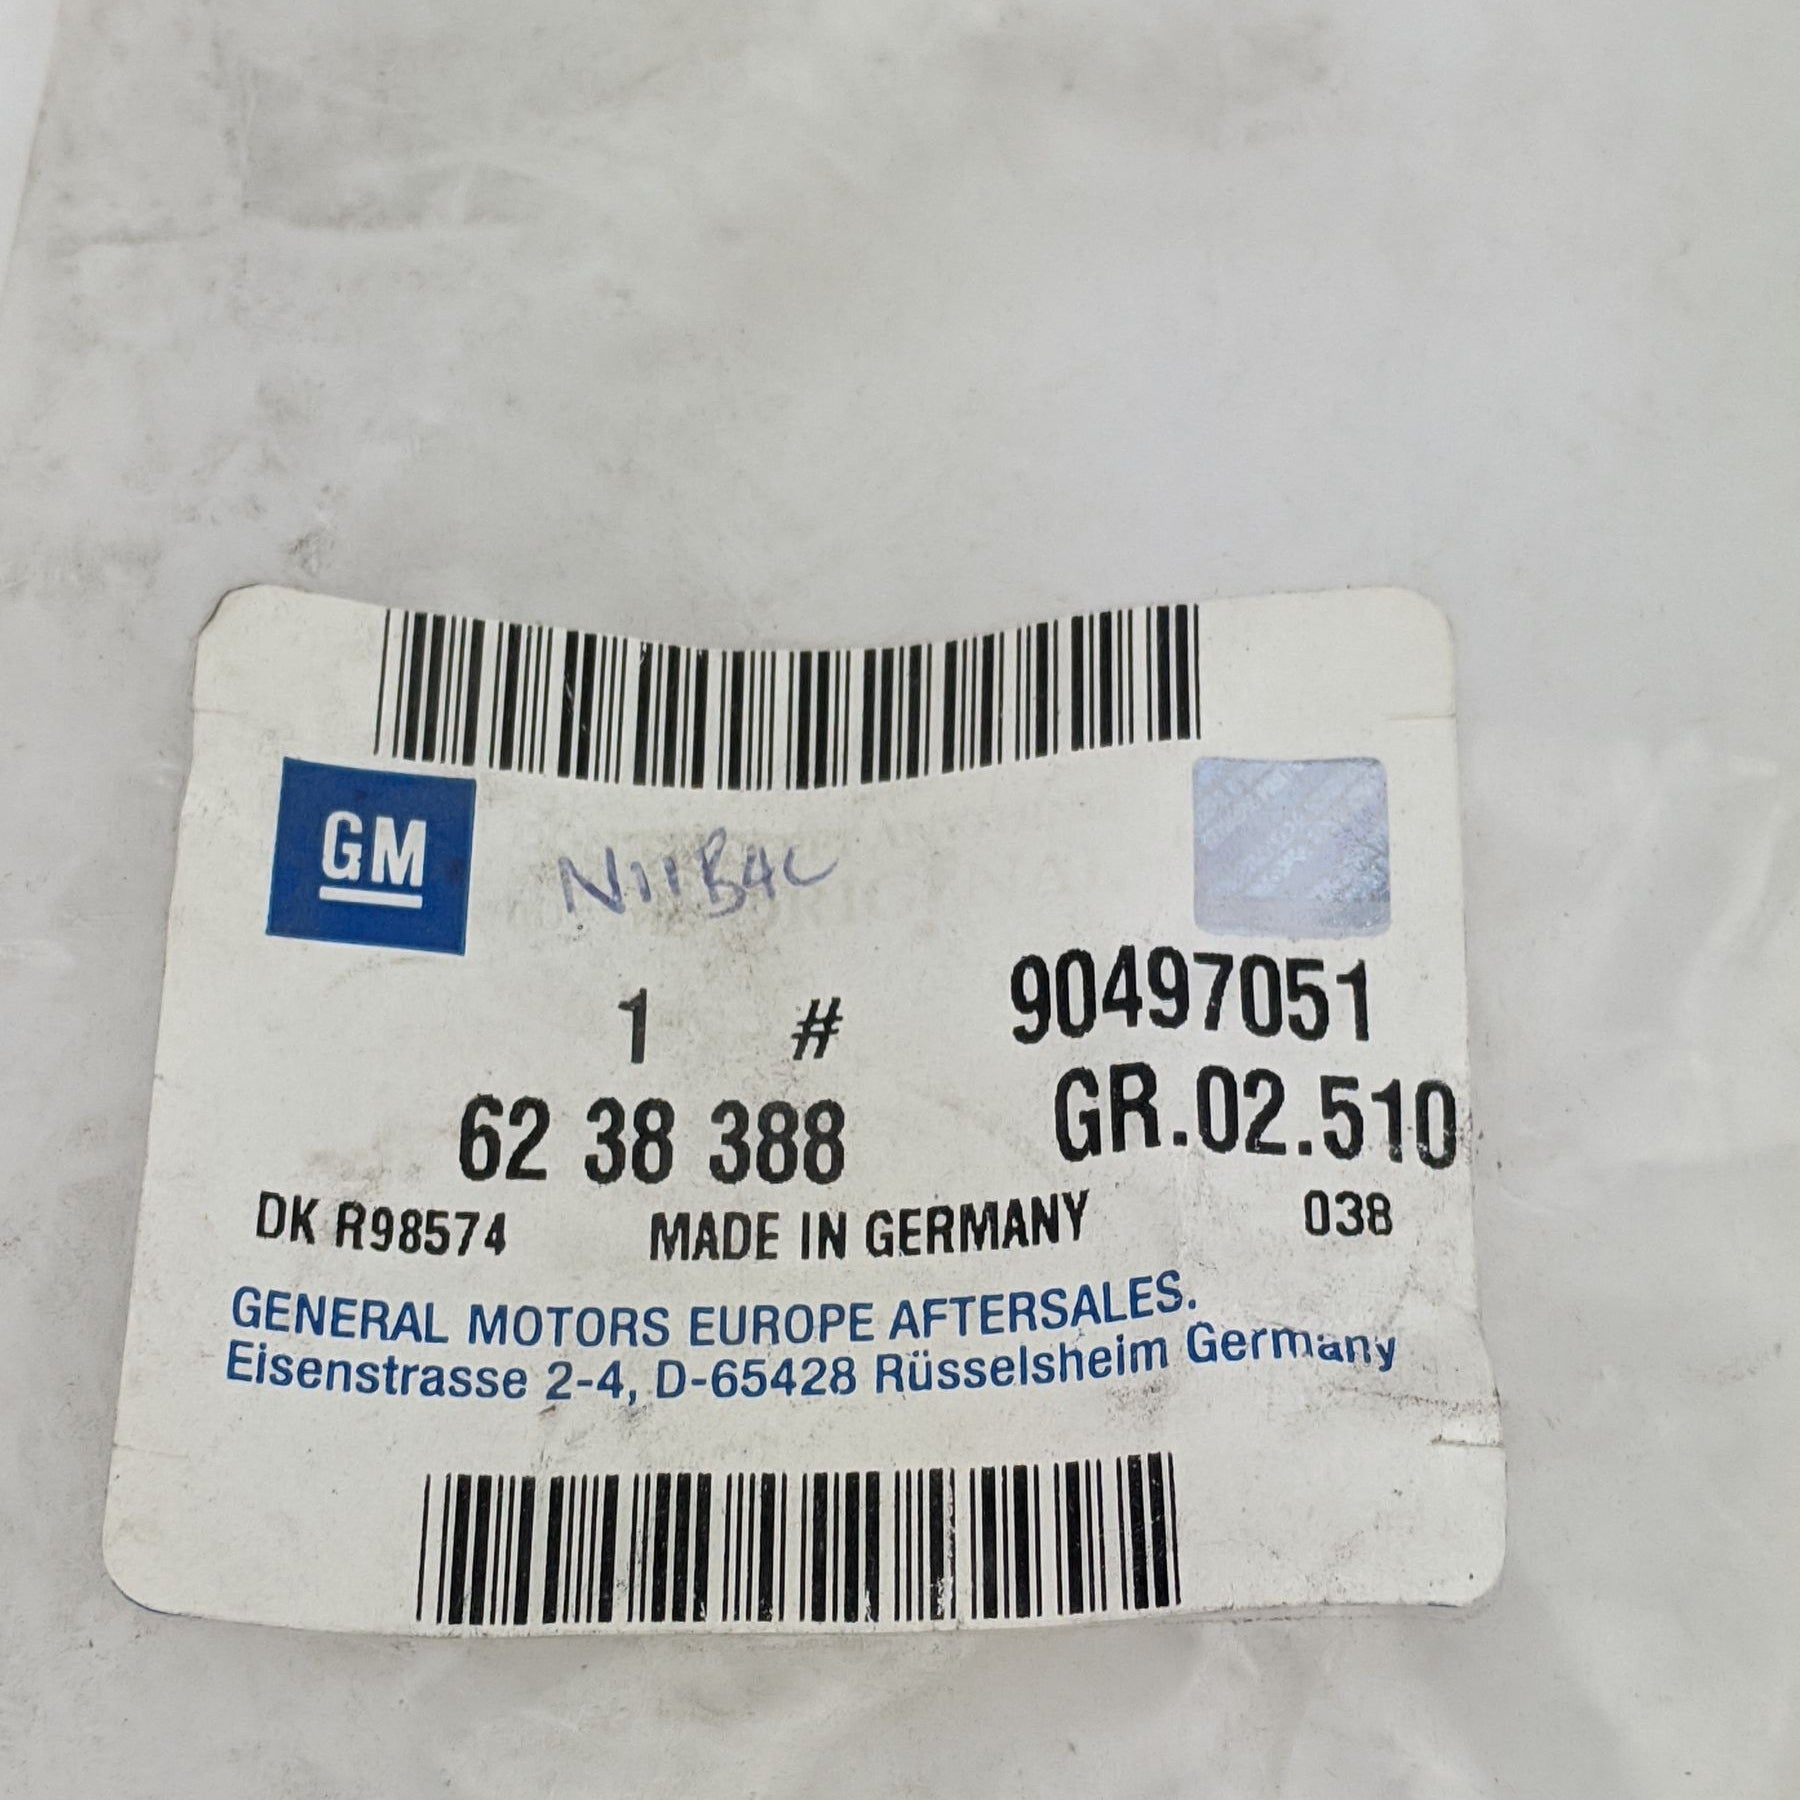 GM
N11B4C
1 # 90497051
62 38 388 GR.02.510
DK R98574 MADE IN GERMANY 038
GENERAL MOTORS EUROPE AFTERSALES.
Eisenstrasse 2-4, D-65428 Rüsselsheim Germany